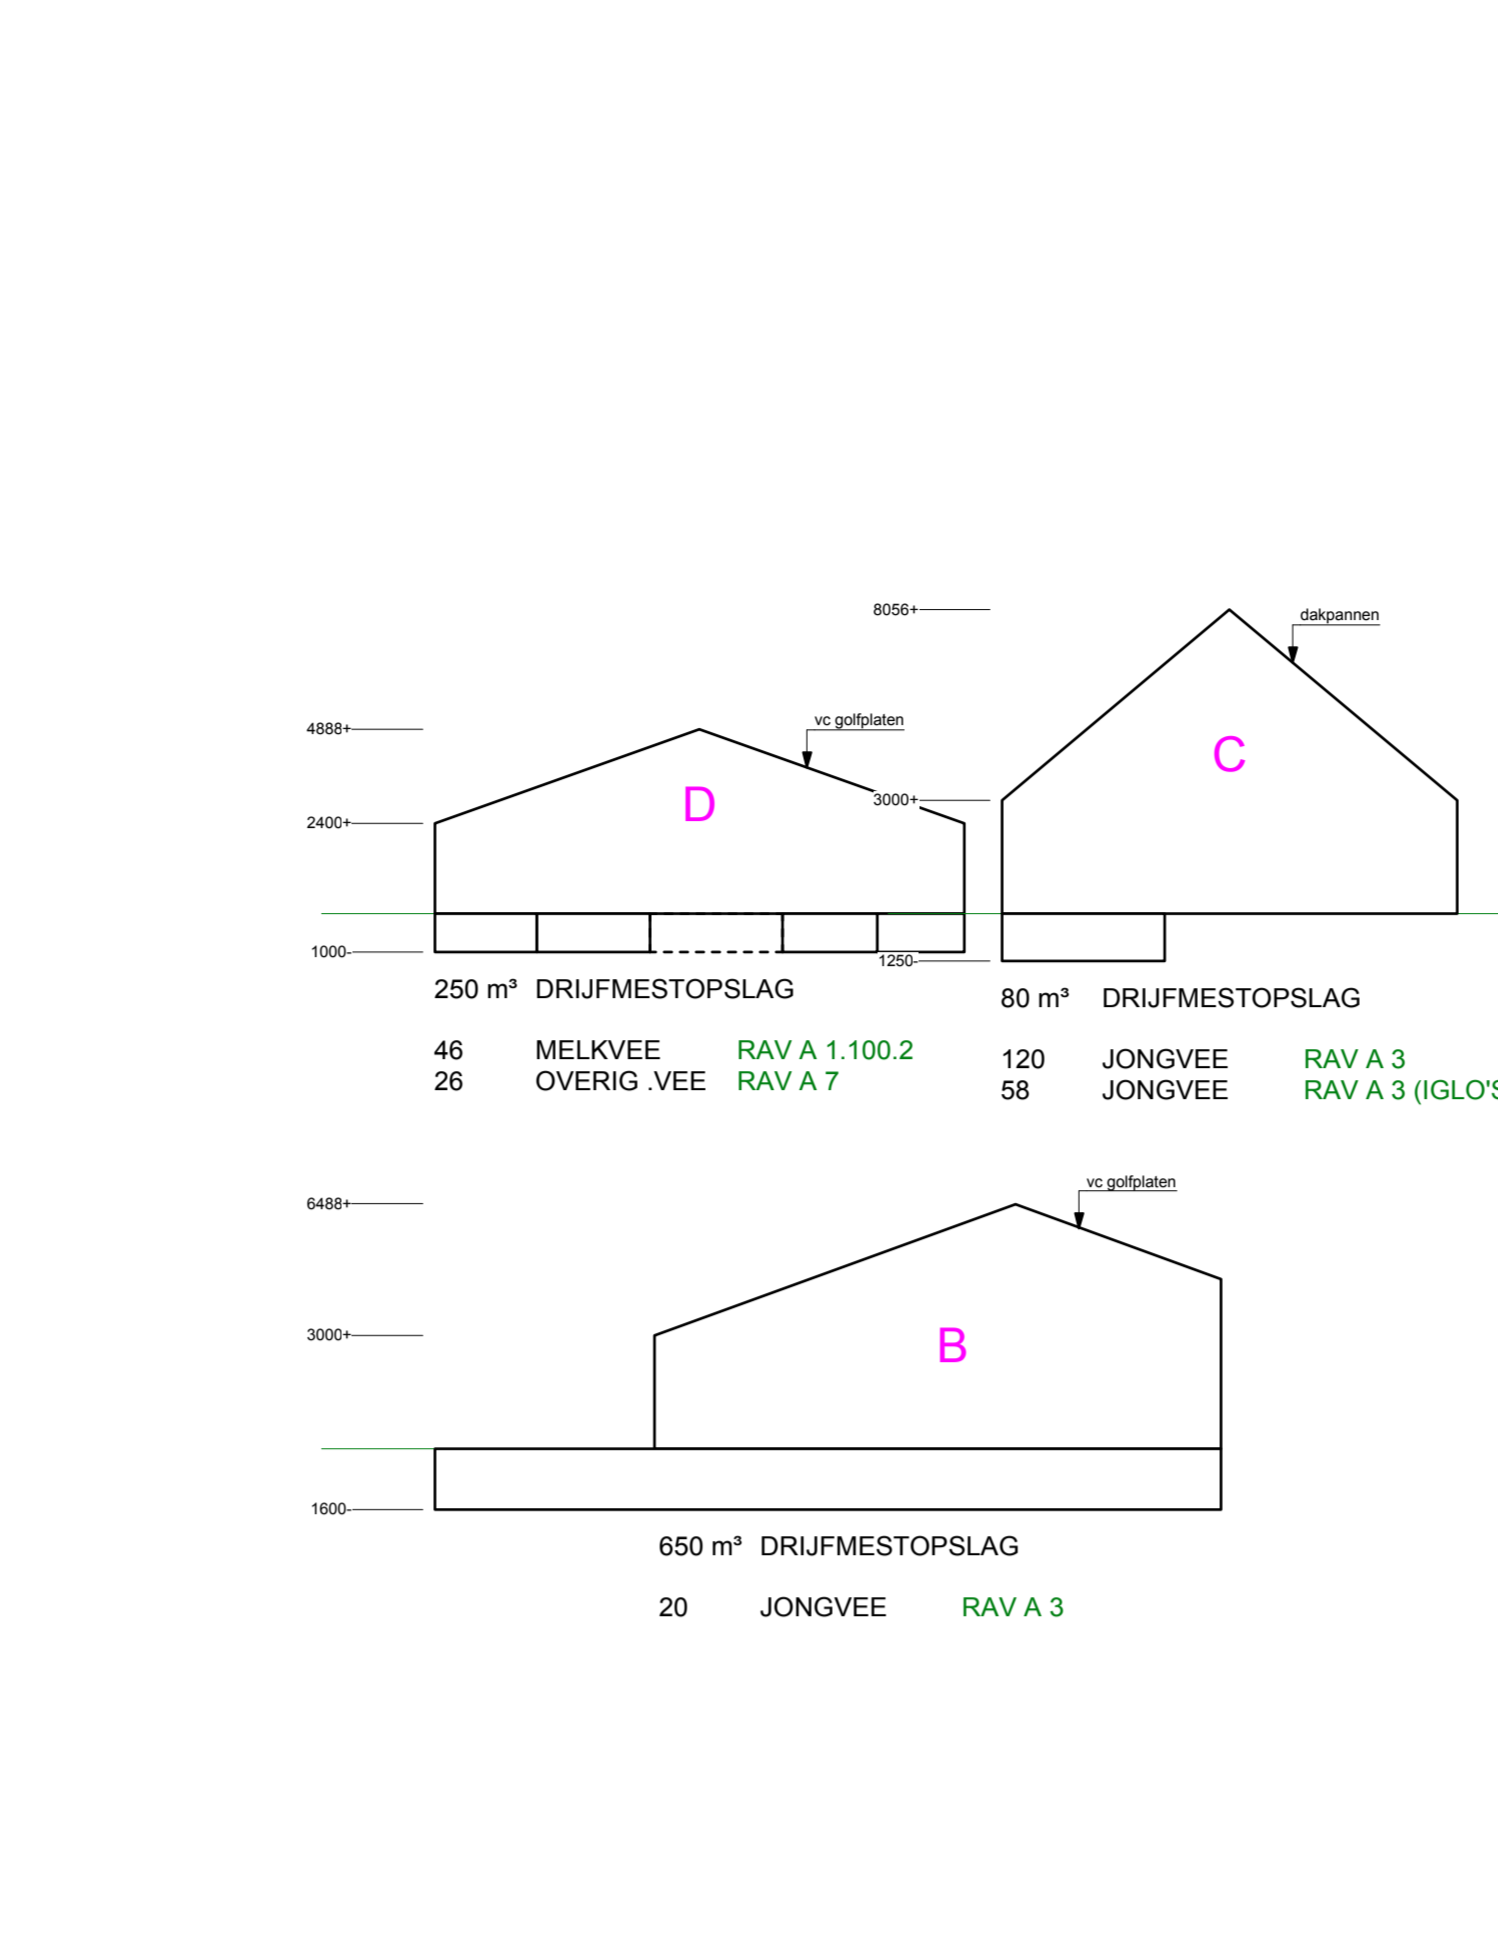 8056+
dakpannen
4888+
vc golfplaten
C
3000+
D
2400+
1000-
1250-
250 m³ DRIJFMESTOPSLAG
46 MELKVEE RAV A 1.100.2
26 OVERIG .VEE RAV A 7
80 m³ DRIJFMESTOPSLAG
120 JONGVEE RAV A 3
58 JONGVEE RAV A 3 (IGLO'S
6488+
vc golfplaten
3000+
B
1600-
650 m³ DRIJFMESTOPSLAG
20 JONGVEE RAV A 3